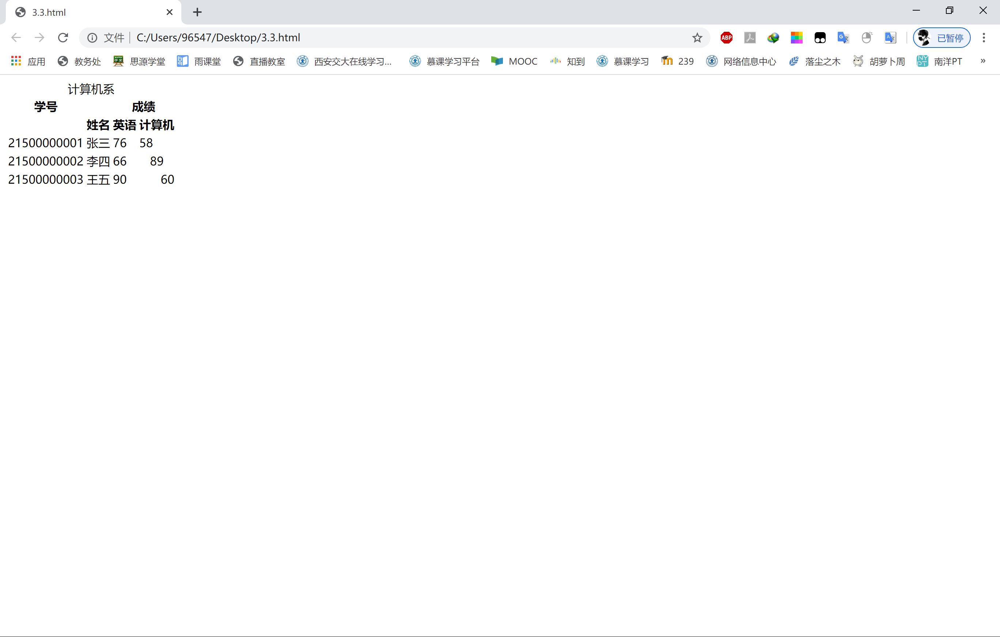 3.3.html
文件 C:/Users/96547/Desktop/3.3.html ABP 已暂停
应用 教务处 思源学堂 雨课堂 直播教室 西安交大在线学习... 慕课学习平台 MOOC 知到 慕课学习 239 网络信息中心 落尘之木 胡萝卜周 南洋PT »
计算机系
学号 成绩
姓名 英语 计算机
21500000001 张三 76 58
21500000002 李四 66 89
21500000003 王五 90 60